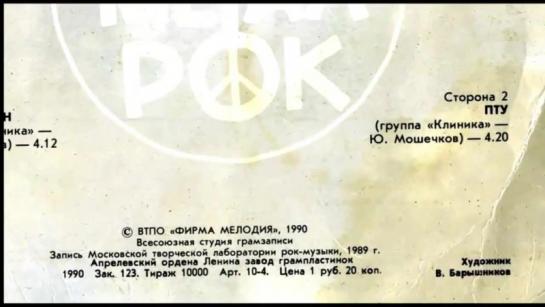 РОК
Сторона 2
ПТУ
(группа «Клиника» —
Ю. Мошечков) — 4.20
Н
ника» —
) — 4.12
© ВТПО «ФИРМА МЕЛОДИЯ», 1990
Всесоюзная студия грамзаписи
Запись Московской творческой лаборатории рок-музыки, 1989 г.
Апрелевский ордена Ленина завод грампластинок
1990 Зак. 123. Тираж 10000 Арт. 10-4. Цена 1 руб. 20 коп.
Художник
В. Барышников